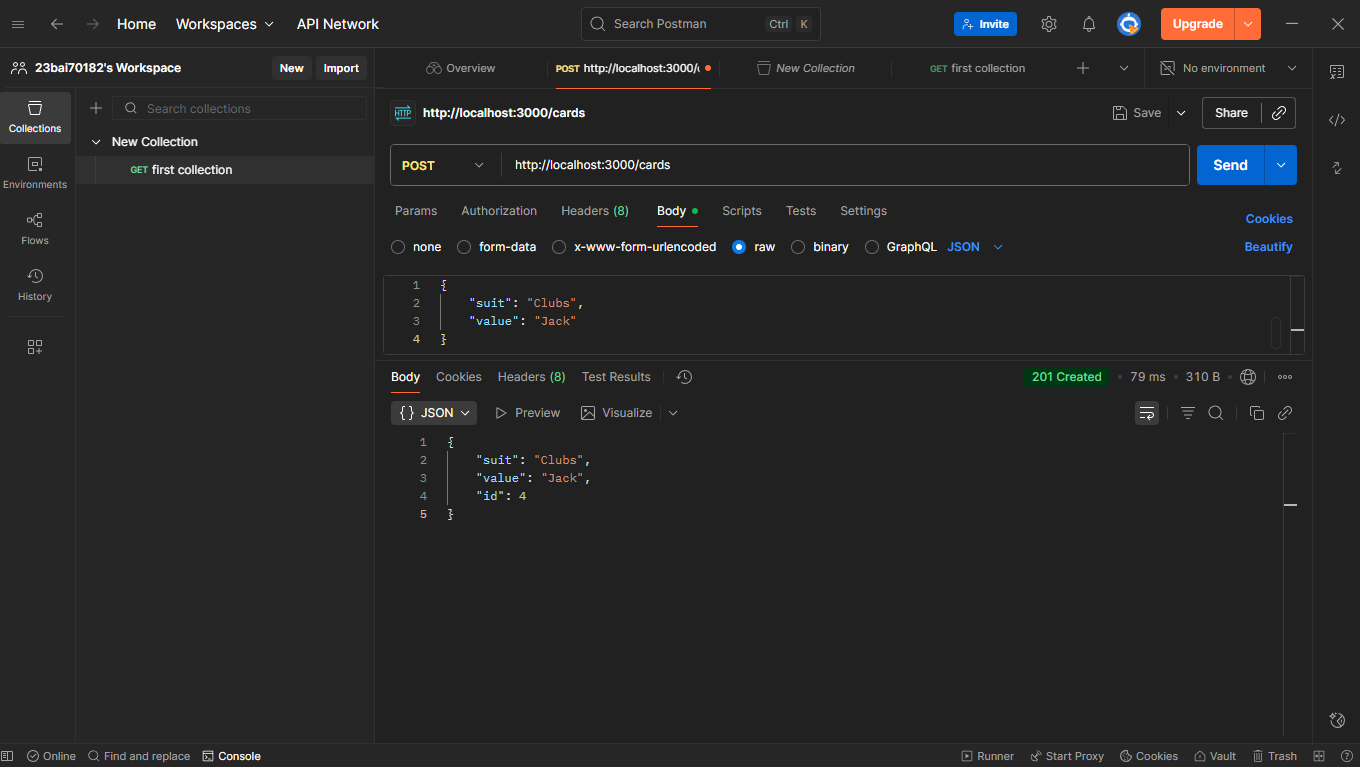 Home Workspaces API Network Search Postman Ctrl K Invite Upgrade
23bai70182's Workspace New Import Overview POST http://localhost:3000/ New Collection GET first collection No environment
Collections
Environments
Flows
History
Search collections
New Collection
GET first collection
HTTP http://localhost:3000/cards Save Share
POST http://localhost:3000/cards Send
Params Authorization Headers (8) Body Scripts Tests Settings Cookies
none form-data x-www-form-urlencoded raw binary GraphQL JSON Beautify
1 {
2 "suit": "Clubs",
3 "value": "Jack"
4 }
Body Cookies Headers (8) Test Results 201 Created 79 ms 310 B
{} JSON Preview Visualize
1 {
2 "suit": "Clubs",
3 "value": "Jack",
4 "id": 4
5 }
Online Find and replace Console Runner Start Proxy Cookies Vault Trash